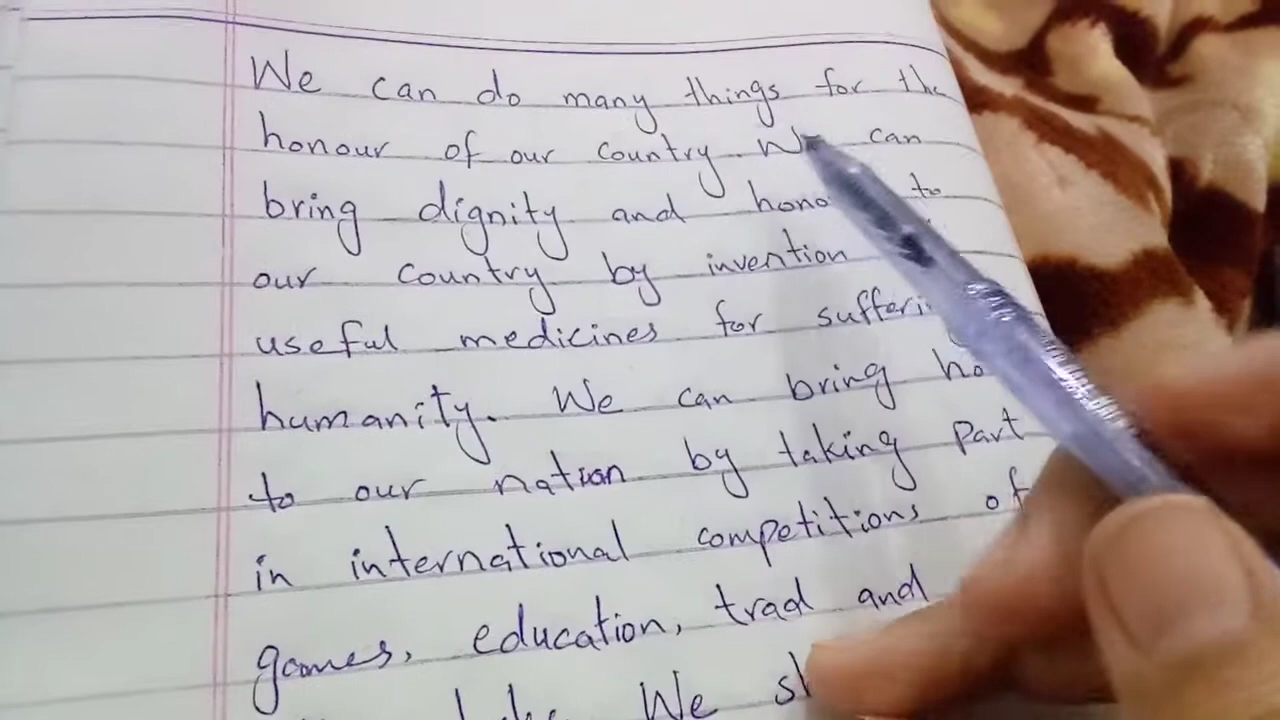 We can do many things for the
honour of our country. We can
bring dignity and hono to
our country by invention
useful medicines for sufferi
humanity. We can bring ho
to our nation by taking part
in international competitions of
games, education, trad and
We sh